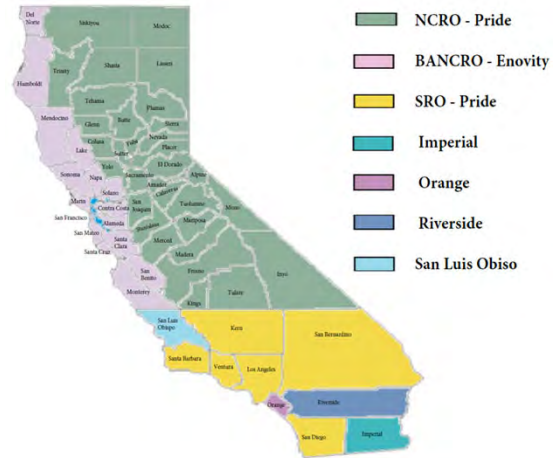 Del
Norte
Siskiyou
Modoc
Humboldt
Trinity
Shasta
Lassen
Tehama
Plumas
Mendocino
Glenn
Butte
Sierra
Nevada
Colusa
Yuba
Placer
Lake
Sutter
El Dorado
Yolo
Sonoma
Napa
Sacramento
Alpine
Amador
Solano
Calaveras
Marin
Contra Costa
San
Joaquin
Tuolumne
Mono
San Francisco
Alameda
Stanislaus
Mariposa
San Mateo
Santa
Clara
Merced
Santa Cruz
Madera
San
Benito
Fresno
Inyo
Monterey
Kings
Tulare
San Luis
Obispo
Kern
San Bernardino
Santa Barbara
Ventura
Los Angeles
Orange
Riverside
San Diego
Imperial
NCRO - Pride
BANCRO - Enovity
SRO - Pride
Imperial
Orange
Riverside
San Luis Obiso